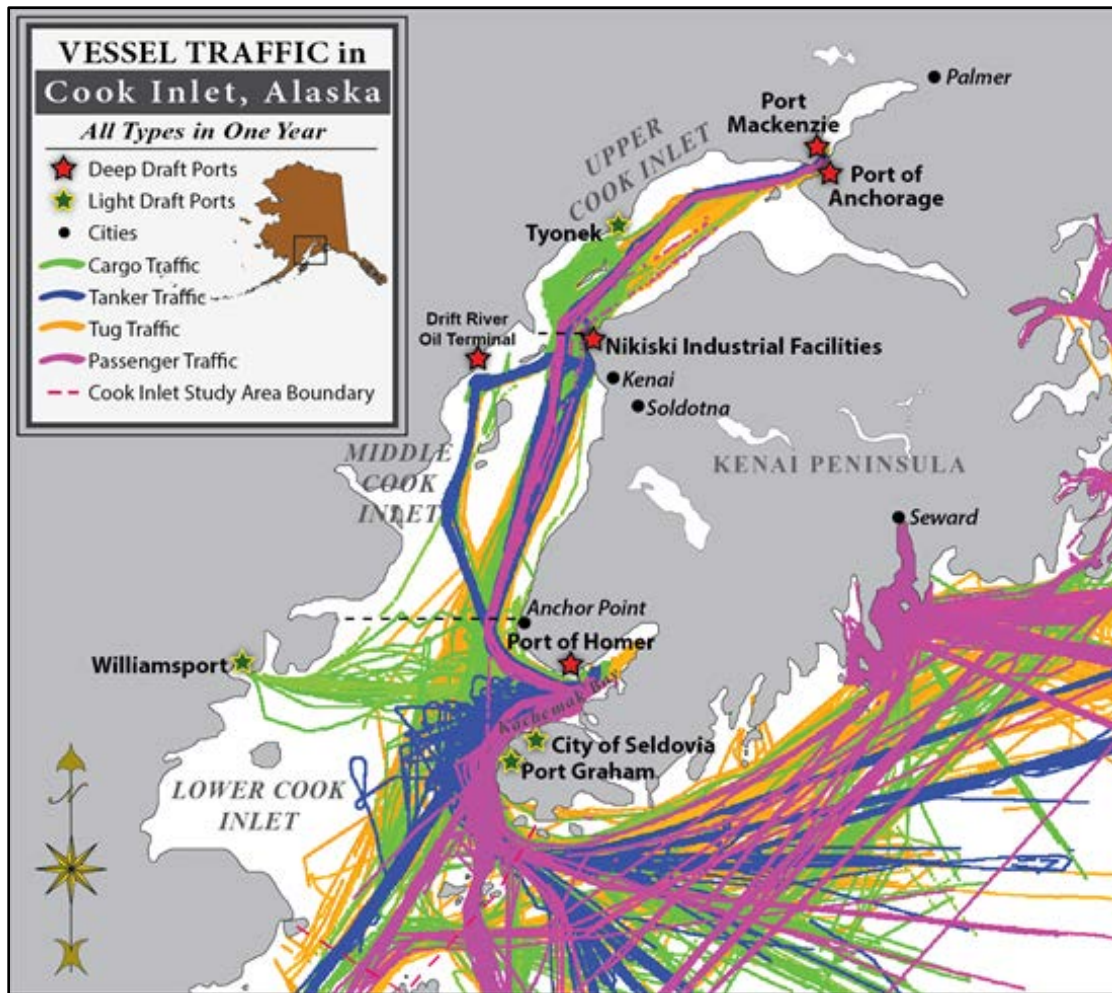 VESSEL TRAFFIC in
Cook Inlet, Alaska
All Types in One Year
Deep Draft Ports
Light Draft Ports
Cities
Cargo Traffic
Tanker Traffic
Tug Traffic
Passenger Traffic
Cook Inlet Study Area Boundary
Palmer
Port
Mackenzie
Port of
Anchorage
UPPER
COOK INLET
Tyonek
Drift River
Oil Terminal
Nikiski Industrial Facilities
Kenai
Soldotna
MIDDLE
COOK
INLET
KENAI PENINSULA
Seward
Anchor Point
Port of Homer
Williamsport
Kachemak Bay
City of Seldovia
Port Graham
LOWER COOK
INLET
N